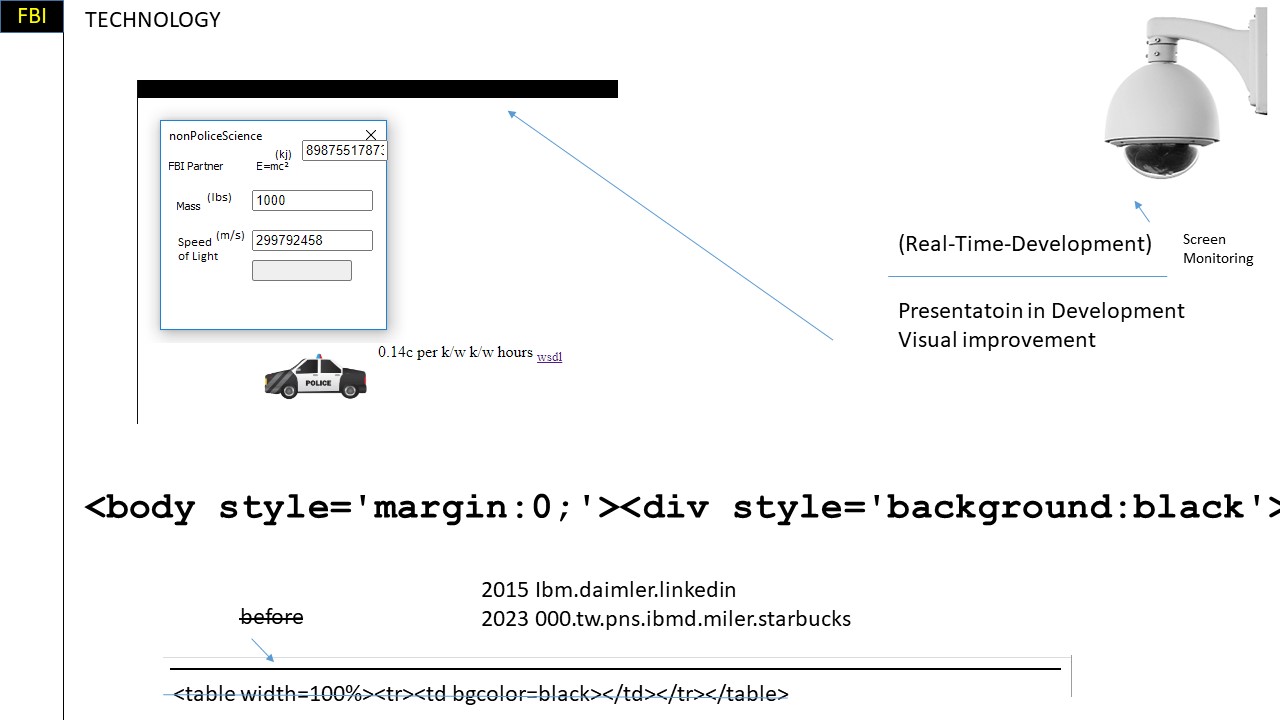 FBI
TECHNOLOGY
nonPoliceScience
(kj)
89875517873
FBI Partner
E=mc²
Mass (lbs)
1000
Speed (m/s)
of Light
299792458
0.14c per k/w k/w hours wsdl
POLICE
(Real-Time-Development)
Screen
Monitoring
Presentatoin in Development
Visual improvement
<body style='margin:0;'><div style='background:black'>
2015 Ibm.daimler.linkedin
2023 000.tw.pns.ibmd.miler.starbucks
before
<table width=100%><tr><td bgcolor=black></td></tr></table>